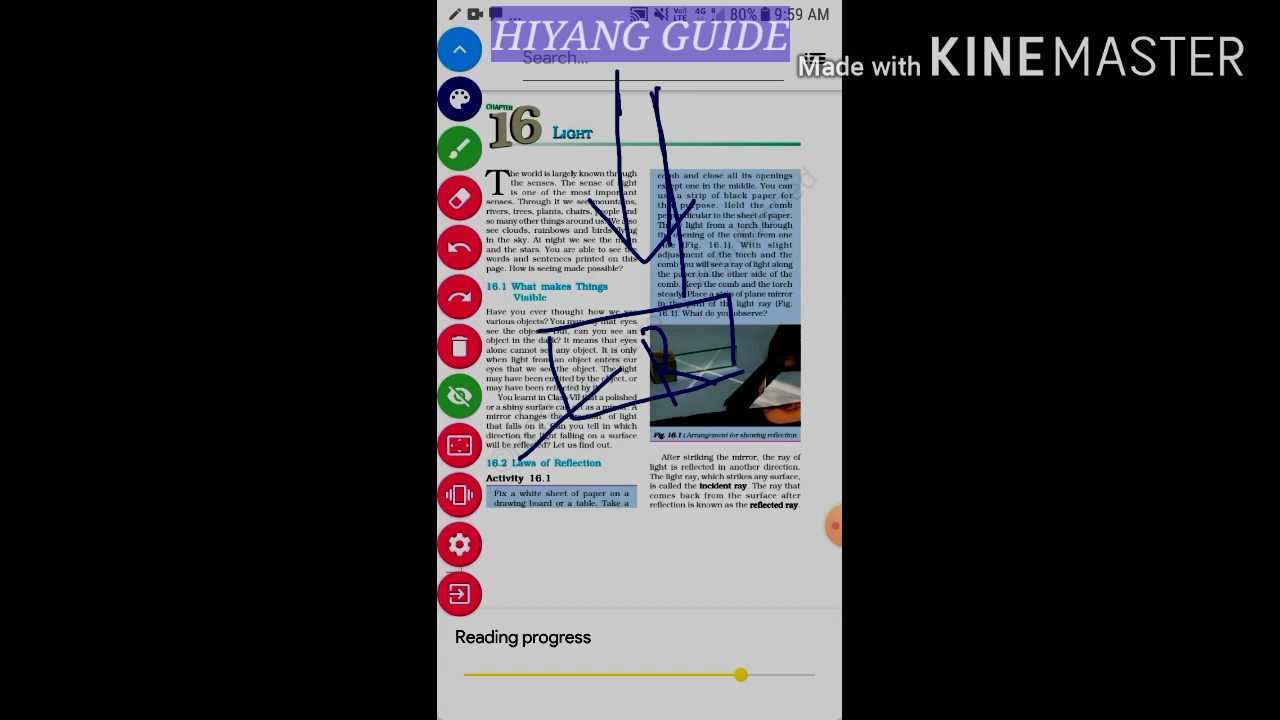 80%
9:59 AM
HIYANG GUIDE
Search...
Made with KINEMASTER
CHAPTER
16
LIGHT
The world is largely known through
the senses. The sense of sight
is one of the most important
senses. Through it we see mountains,
rivers, trees, plants, chairs, people and
so many other things around us. We also
see clouds, rainbows and birds flying
in the sky. At night we see the moon
and the stars. You are able to see the
words and sentences printed on this
page. How is seeing made possible?
16.1 What makes Things
Visible
Have you ever thought how we see
various objects? You may say that eyes
see the objects. But, can you see an
object in the dark? It means that eyes
alone cannot see any object. It is only
when light from an object enters our
eyes that we see the object. The light
may have been emitted by the object, or
may have been reflected by it.
You learnt in Class VII that a polished
or a shiny surface can act as a mirror. A
mirror changes the direction of light
that falls on it. Can you tell in which
direction the light falling on a surface
will be reflected? Let us find out.
16.2 Laws of Reflection
Activity 16.1
Fix a white sheet of paper on a
drawing board or a table. Take a
comb and close all its openings
except one in the middle. You can
use a strip of black paper for
this purpose. Hold the comb
perpendicular to the sheet of paper.
Throw light from a torch through
the opening of the comb from one
side (Fig. 16.1). With slight
adjustment of the torch and the
comb you will see a ray of light along
the paper on the other side of the
comb. Keep the comb and the torch
steady. Place a strip of plane mirror
in the path of the light ray (Fig.
16.1). What do you observe?
Fig. 16.1 : Arrangement for showing reflection
After striking the mirror, the ray of
light is reflected in another direction.
The light ray, which strikes any surface,
is called the incident ray. The ray that
comes back from the surface after
reflection is known as the reflected ray.
Reading progress